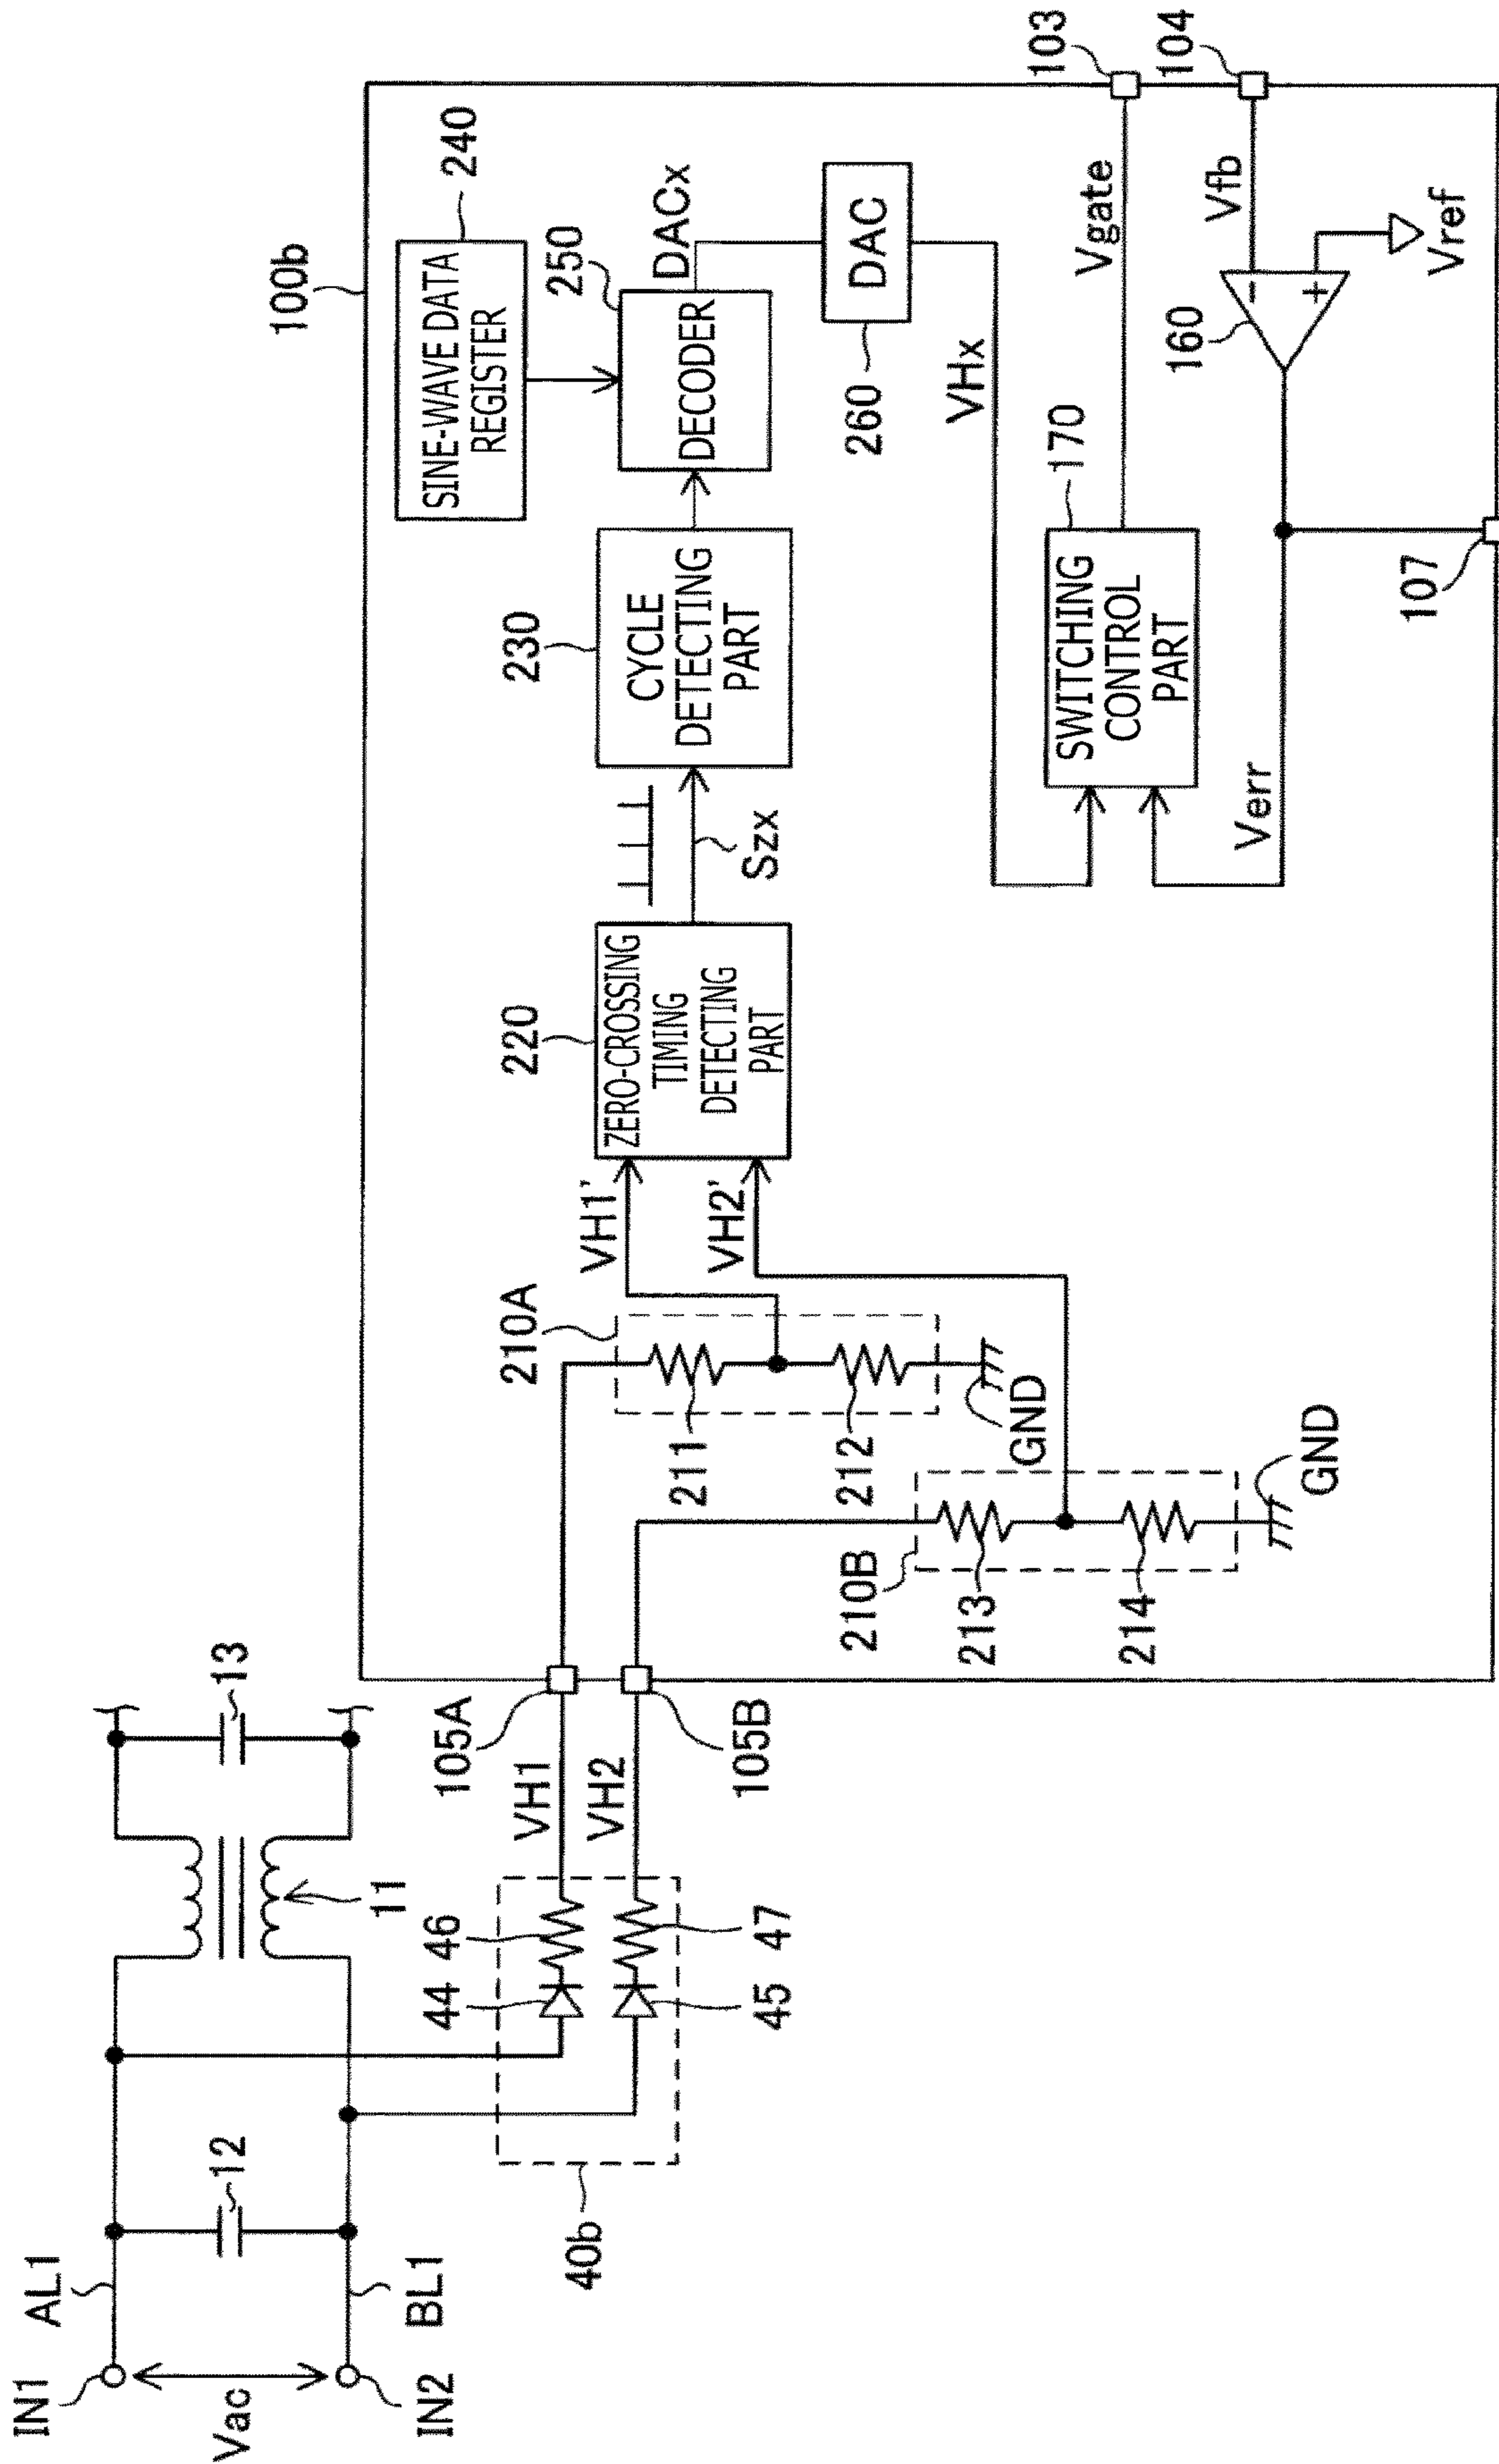 IN1
AL1
Vac
IN2
BL1
12
11
13
40b
44
46
45
47
VH1
VH2
105A
105B
100b
210A
211
212
GND
210B
213
214
GND
VH1'
VH2'
220
ZERO-CROSSING
TIMING
DETECTING
PART
Szx
230
CYCLE
DETECTING
PART
240
SINE-WAVE DATA
REGISTER
250
DECODER
DACx
DAC
260
VHx
170
SWITCHING
CONTROL
PART
Vgate
103
104
Vfb
160
-
+
Vref
Verr
107